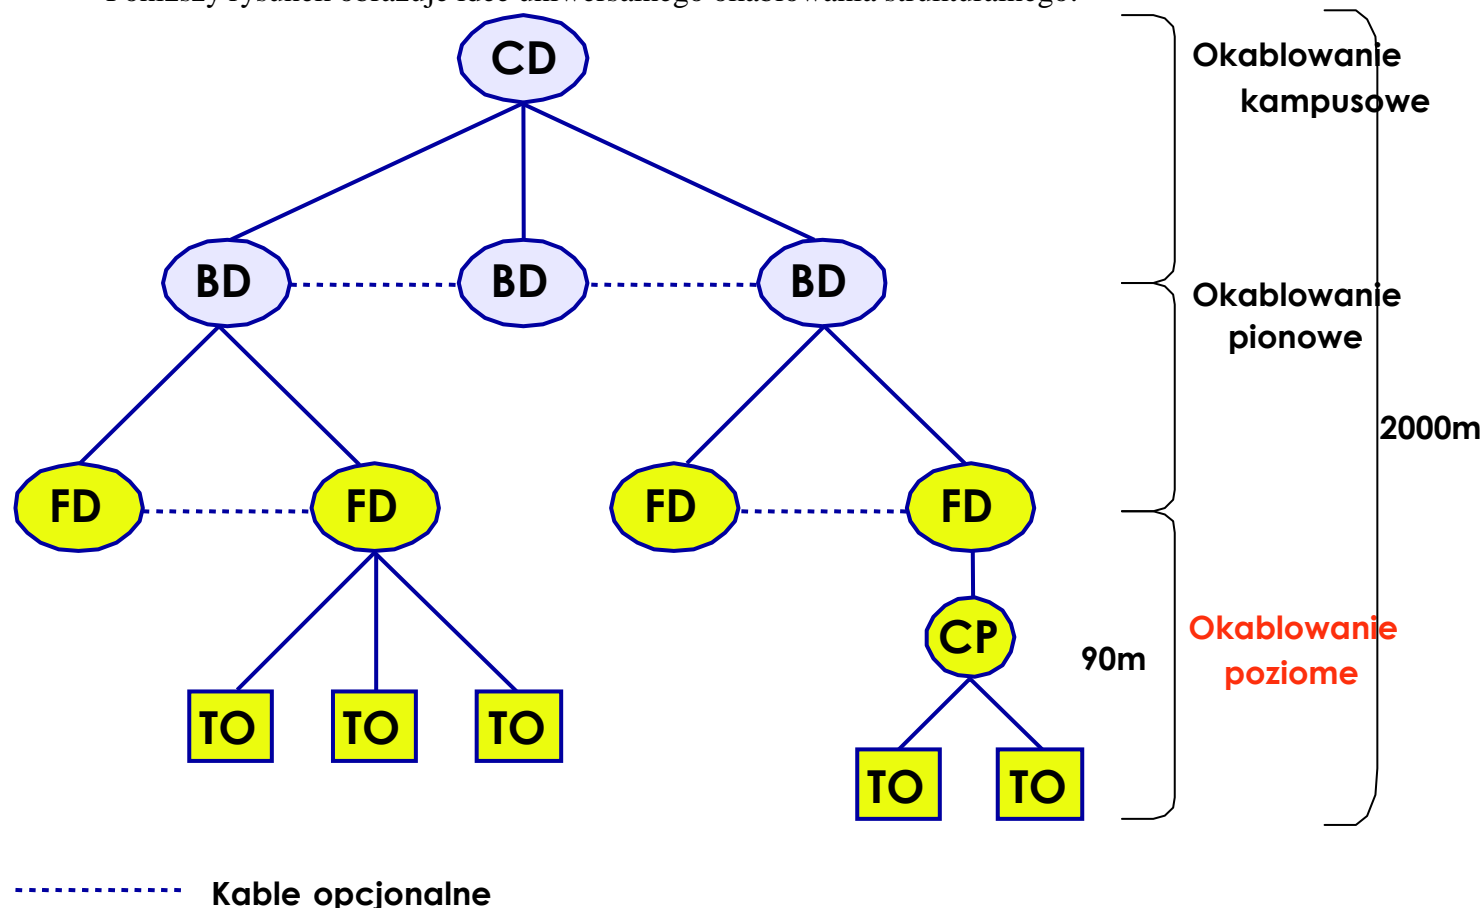 CD
Okablowanie
kampusowe
BD BD BD
Okablowanie
pionowe
2000m
FD FD FD FD
CP
90m
Okablowanie
poziome
TO TO TO
TO TO
Kable opcjonalne